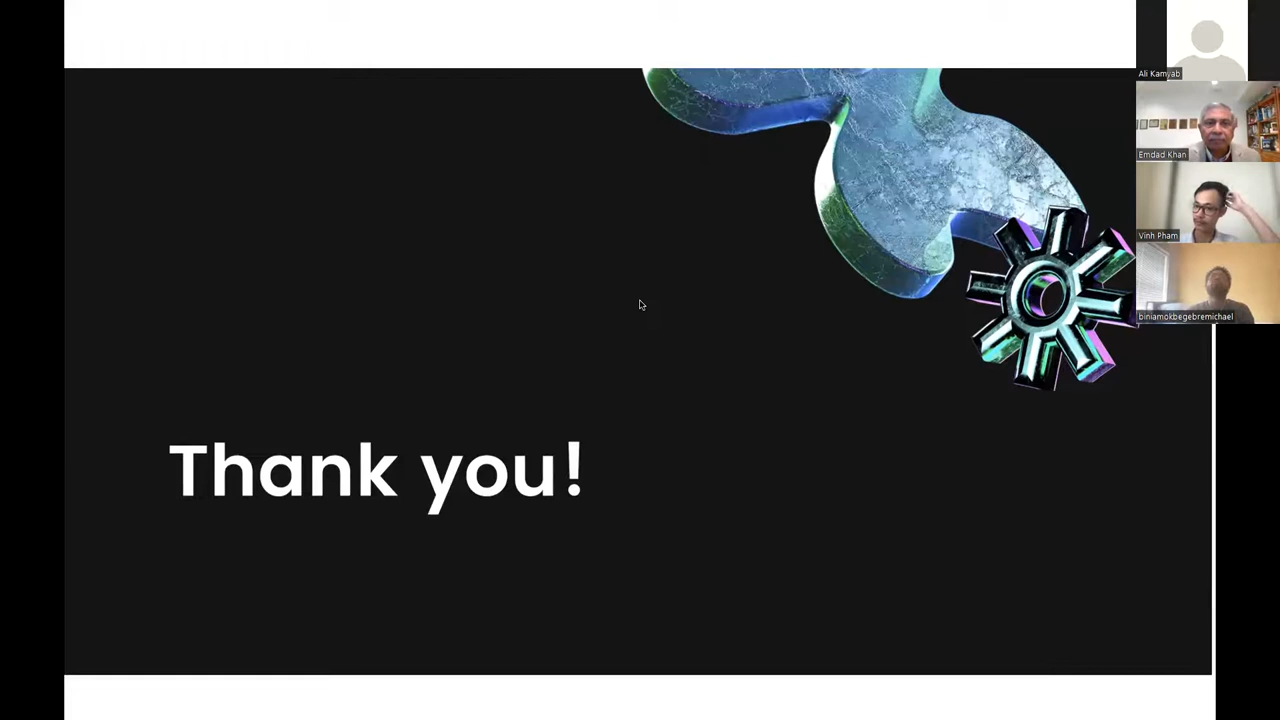 Ali Kamyab
Emdad Khan
Vinh Pham
biniamokbegebremichael
Thank you!